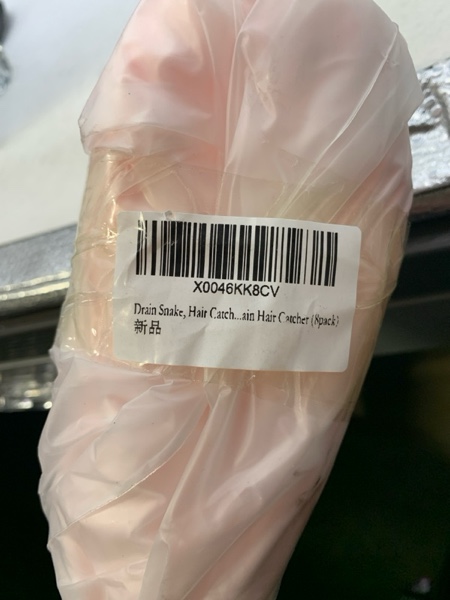 X0046KK8CV
Drain Snake, Hair Catch...ain Hair Catcher (8pack)
新品